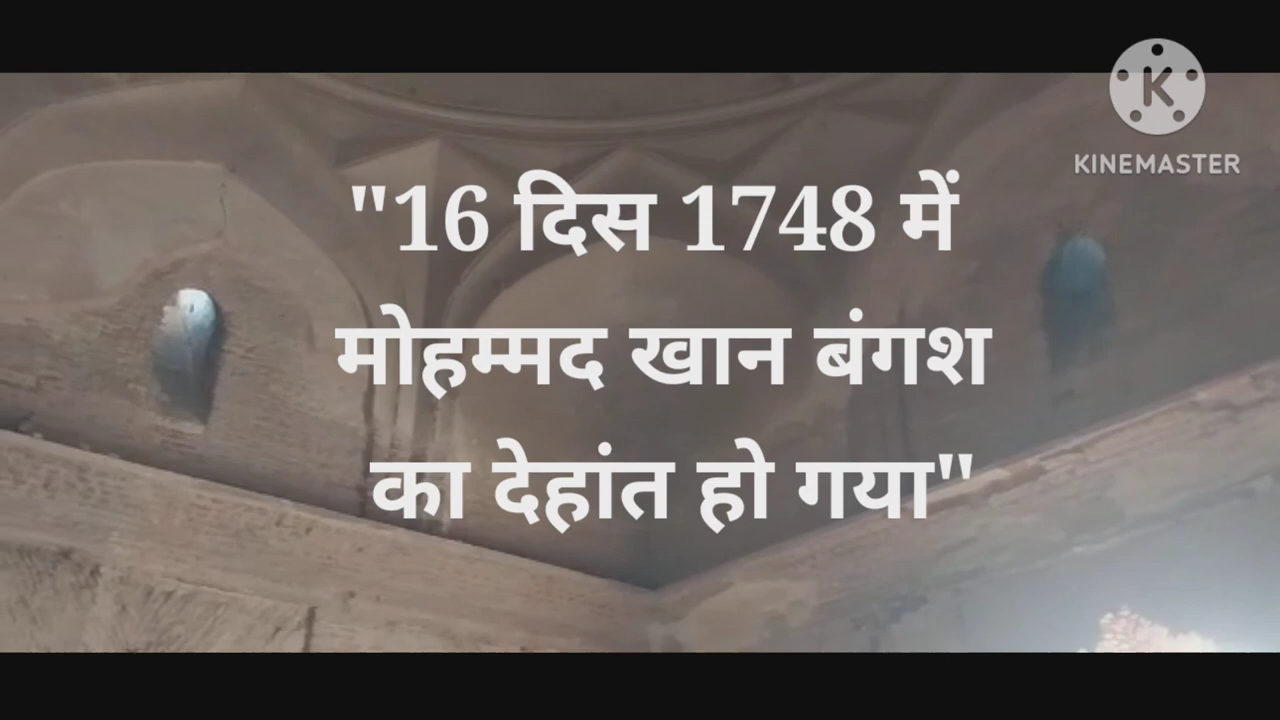 KINEMASTER
"16 दिस 1748 में
मोहम्मद खान बंगश
का देहांत हो गया"